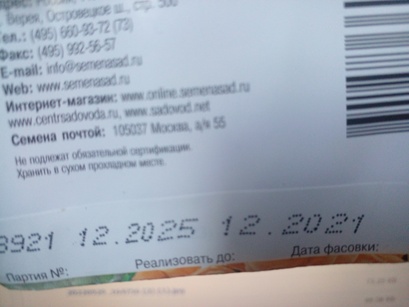 Верея, Островецкое ш., стр. 500
Тел.: (495) 660-93-72 (73)
Факс: (495) 992-56-57
E-mail: info@semenasad.ru
Web: www.semenasad.ru
Интернет-магазин: www.online.semenasad.ru
www.centrsadovoda.ru, www.sadovod.net
Семена почтой: 105037 Москва, а/я 55
Не подлежат обязательной сертификации.
Хранить в сухом прохладном месте.
8921 12.2025 12.2021
Партия №: Реализовать до: Дата фасовки: